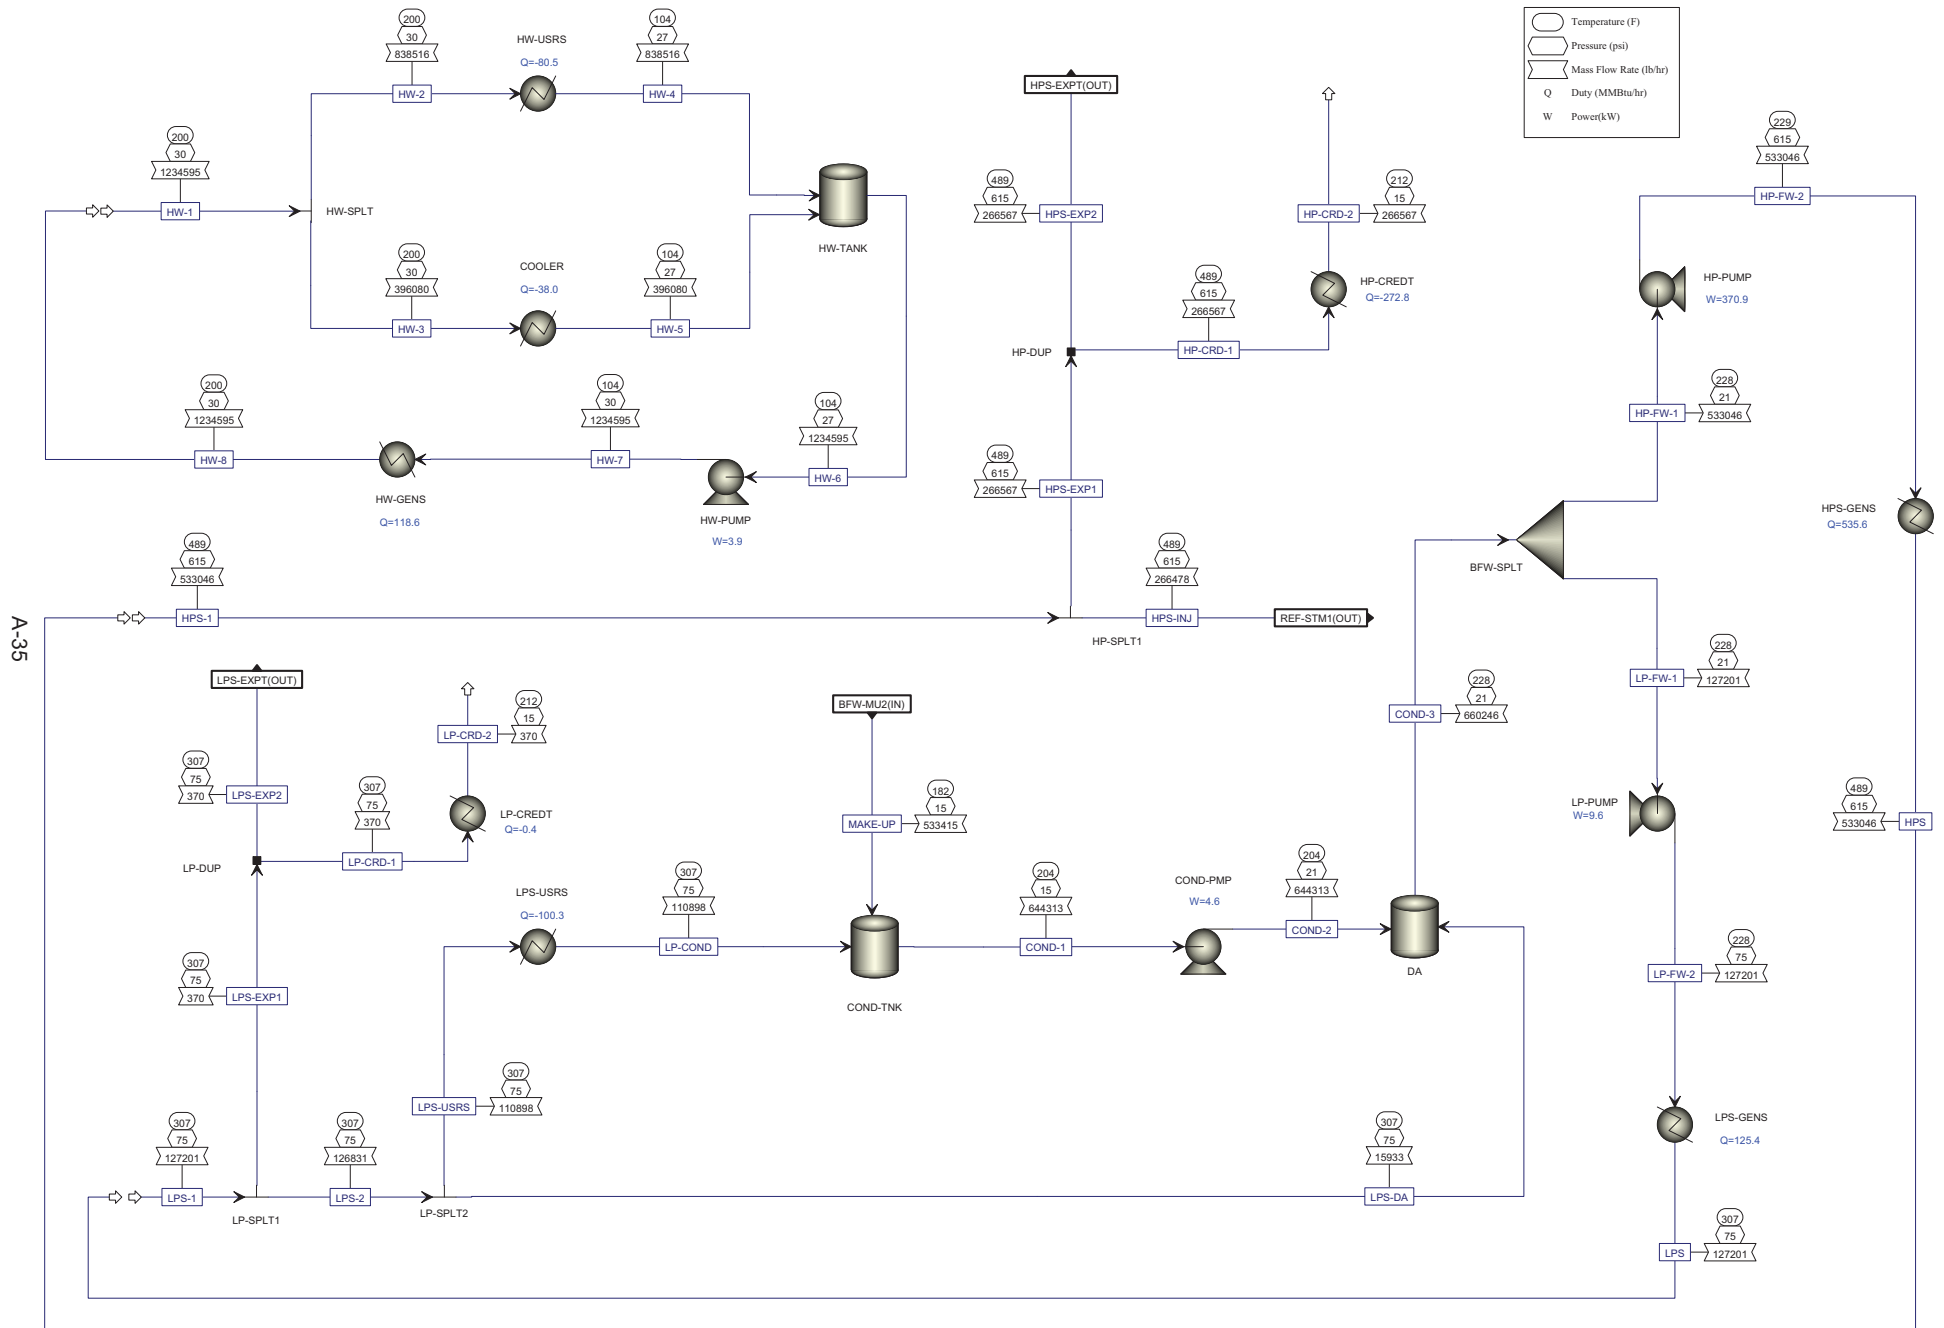 Temperature (F)
Pressure (psi)
Mass Flow Rate (lb/hr)
Q Duty (MMBtu/hr)
W Power(kW)
200
30
838516
HW-2
HW-USRS
Q=-80.5
104
27
838516
HW-4
200
30
1234595
HW-1
HW-SPLT
HW-TANK
200
30
396080
HW-3
COOLER
Q=-38.0
104
27
396080
HW-5
200
30
1234595
HW-8
HW-GENS
Q=118.6
104
30
1234595
HW-7
HW-PUMP
W=3.9
104
27
1234595
HW-6
HPS-EXPT(OUT)
489
615
266567
HPS-EXP2
212
15
266567
HP-CRD-2
HP-CREDT
Q=-272.8
489
615
266567
HP-CRD-1
HP-DUP
489
615
266567
HPS-EXP1
229
615
533046
HP-FW-2
HP-PUMP
W=370.9
228
21
533046
HP-FW-1
HPS-GENS
Q=535.6
BFW-SPLT
489
615
533046
HPS-1
489
615
266478
HPS-INJ
HP-SPLT1
REF-STM1(OUT)
A-35
LPS-EXPT(OUT)
212
15
370
LP-CRD-2
307
75
370
LPS-EXP2
307
75
370
LP-CRD-1
LP-CREDT
Q=-0.4
LP-DUP
BFW-MU2(IN)
182
15
533415
MAKE-UP
228
21
660246
COND-3
228
21
127201
LP-FW-1
LP-PUMP
W=9.6
489
615
533046
HPS
LPS-USRS
Q=-100.3
307
75
110898
LP-COND
COND-TNK
204
15
644313
COND-1
COND-PMP
W=4.6
204
21
644313
COND-2
DA
228
75
127201
LP-FW-2
307
75
370
LPS-EXP1
307
75
110898
LPS-USRS
LPS-GENS
Q=125.4
307
75
127201
LPS-1
LP-SPLT1
307
75
126831
LPS-2
LP-SPLT2
307
75
15933
LPS-DA
307
75
127201
LPS